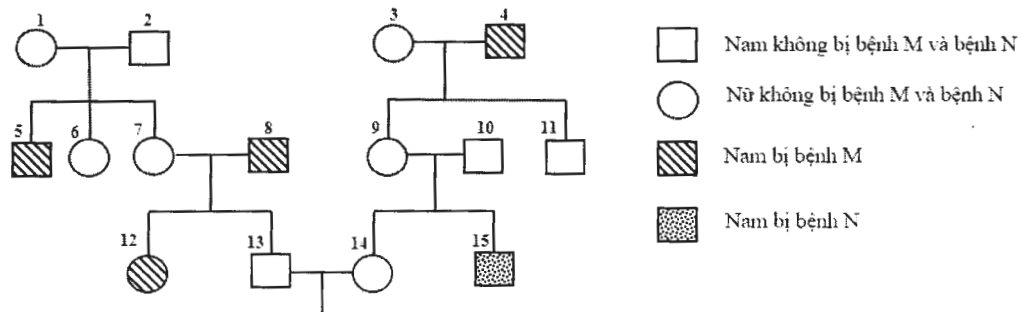 1 2 3 4
Nam không bị bệnh M và bệnh N
Nữ không bị bệnh M và bệnh N
5 6 7 8 9 10 11
Nam bị bệnh M
Nam bị bệnh N
12 13 14 15